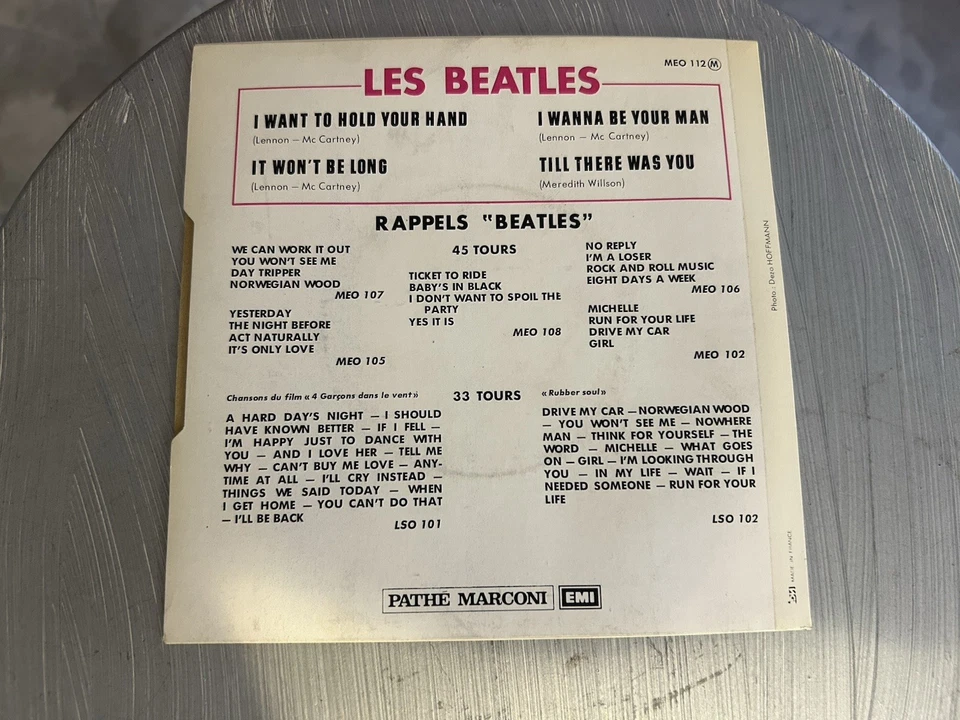 MEO 112 M
LES BEATLES
I WANT TO HOLD YOUR HAND
(Lennon – Mc Cartney)
IT WON'T BE LONG
(Lennon – Mc Cartney)
I WANNA BE YOUR MAN
(Lennon – Mc Cartney)
TILL THERE WAS YOU
(Meredith Willson)
RAPPELS "BEATLES"
45 TOURS
WE CAN WORK IT OUT
YOU WON'T SEE ME
DAY TRIPPER
NORWEGIAN WOOD
MEO 107
YESTERDAY
THE NIGHT BEFORE
ACT NATURALLY
IT'S ONLY LOVE
MEO 105
TICKET TO RIDE
BABY'S IN BLACK
I DON'T WANT TO SPOIL THE
PARTY
YES IT IS
MEO 108
NO REPLY
I'M A LOSER
ROCK AND ROLL MUSIC
EIGHT DAYS A WEEK
MEO 106
MICHELLE
RUN FOR YOUR LIFE
DRIVE MY CAR
GIRL
MEO 102
33 TOURS
Chansons du film « 4 Garçons dans le vent »
A HARD DAY'S NIGHT — I SHOULD
HAVE KNOWN BETTER — IF I FELL —
I'M HAPPY JUST TO DANCE WITH
YOU — AND I LOVE HER — TELL ME
WHY — CAN'T BUY ME LOVE — ANY-
TIME AT ALL — I'LL CRY INSTEAD —
THINGS WE SAID TODAY — WHEN
I GET HOME — YOU CAN'T DO THAT
— I'LL BE BACK
LSO 101
« Rubber soul »
DRIVE MY CAR — NORWEGIAN WOOD
— YOU WON'T SEE ME — NOWHERE
MAN — THINK FOR YOURSELF — THE
WORD — MICHELLE — WHAT GOES
ON — GIRL — I'M LOOKING THROUGH
YOU — IN MY LIFE — WAIT — IF I
NEEDED SOMEONE — RUN FOR YOUR
LIFE
LSO 102
PATHE MARCONI EMI
Photo : Dezo HOFFMANN
MADE IN FRANCE